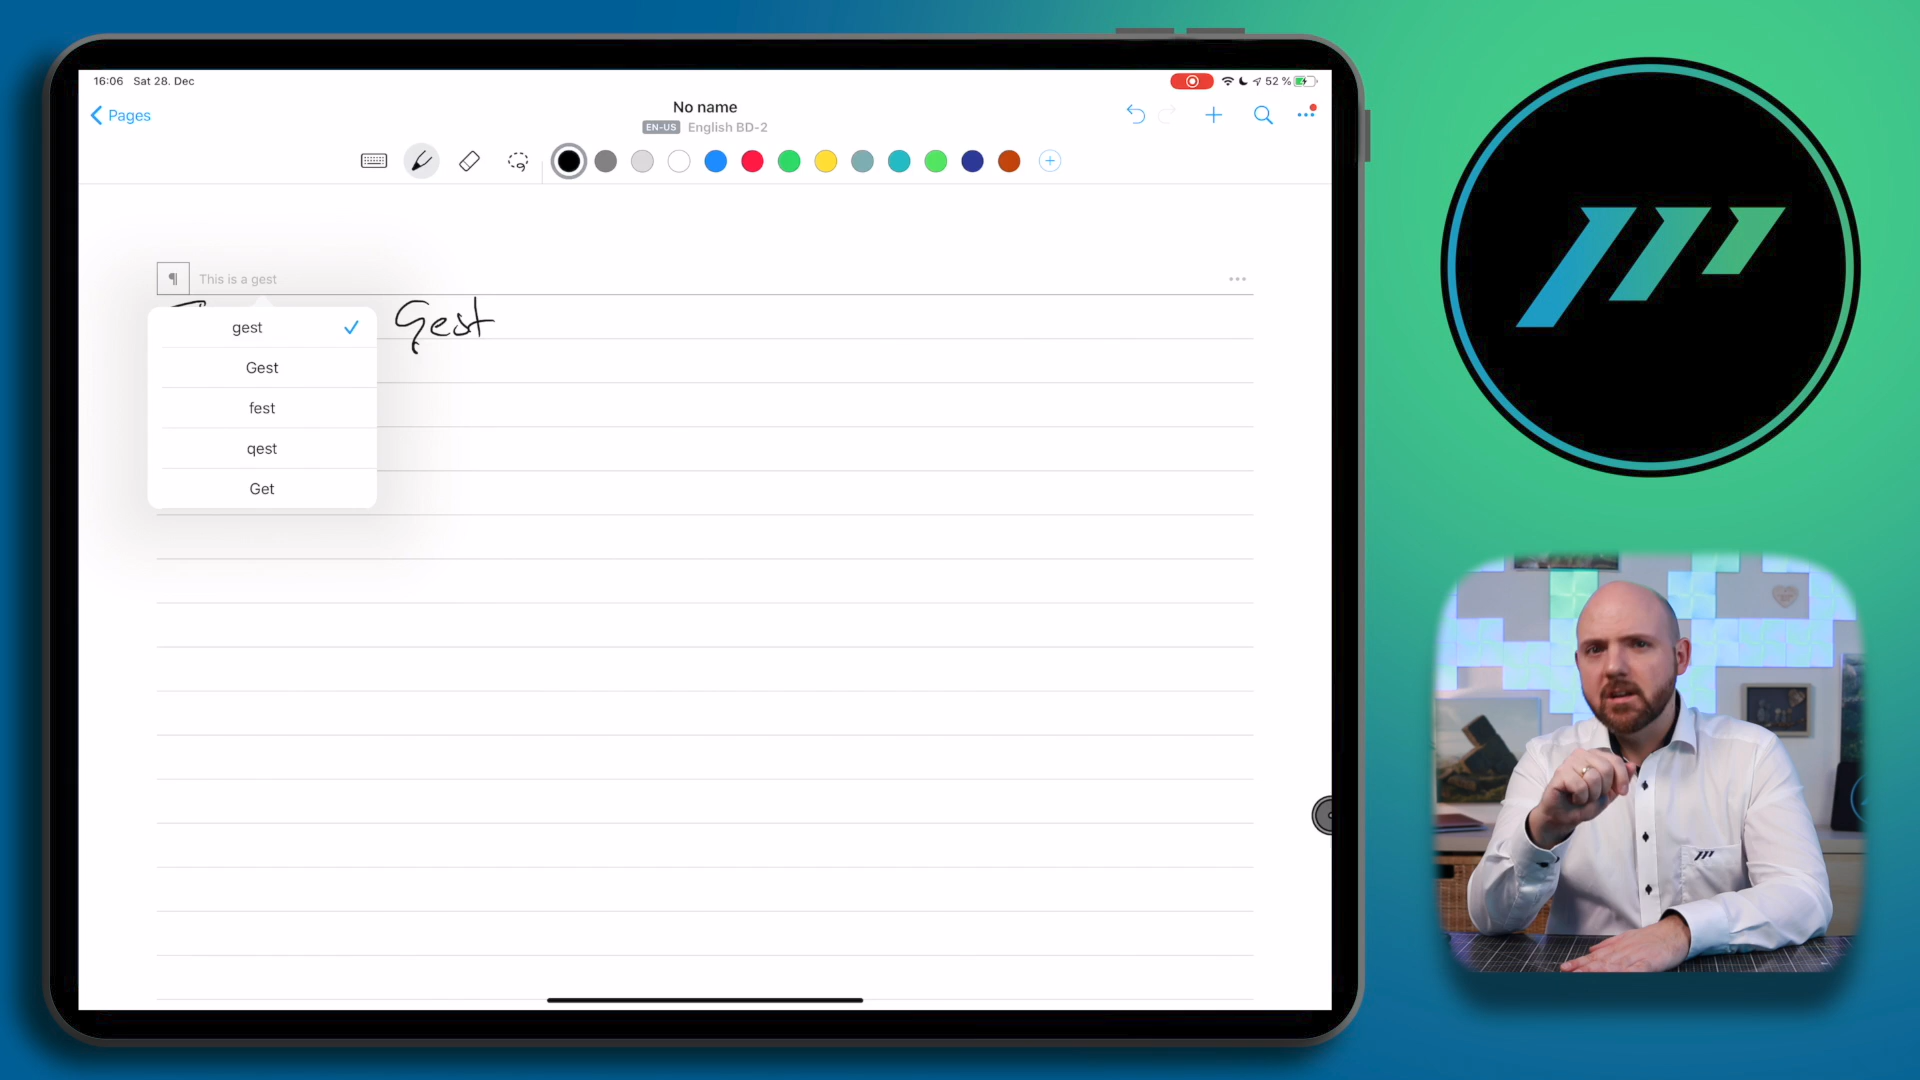 16:06 Sat 28. Dec
52 %
Pages
No name
EN-US English BD-2
¶ This is a gest
Gest
gest
Gest
fest
qest
Get